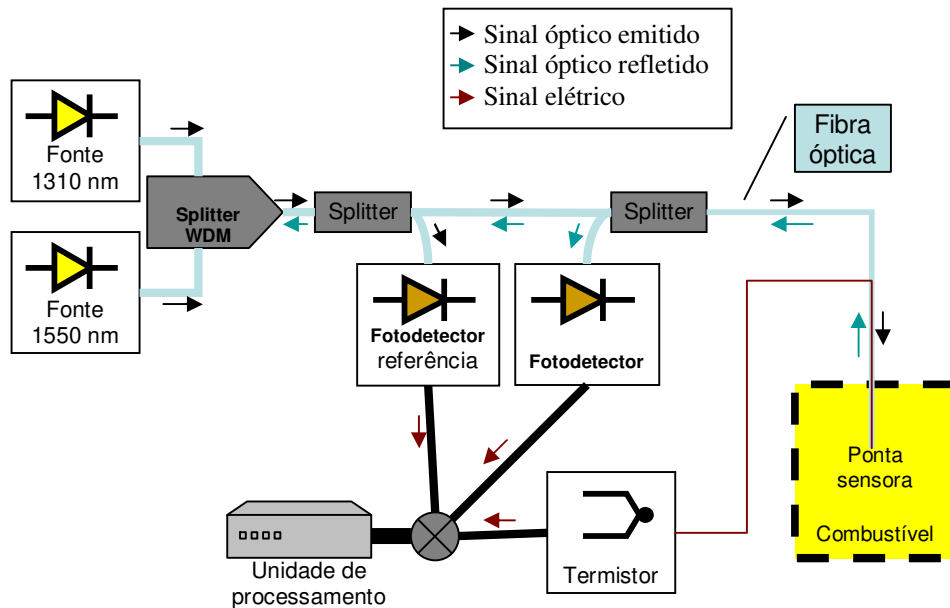 Sinal óptico emitido
Sinal óptico refletido
Sinal elétrico
Fonte
1310 nm
Fibra
óptica
Splitter
WDM
Splitter
Splitter
Fonte
1550 nm
Fotodetector
referência
Fotodetector
Ponta
sensora
Combustível
Termistor
Unidade de
processamento